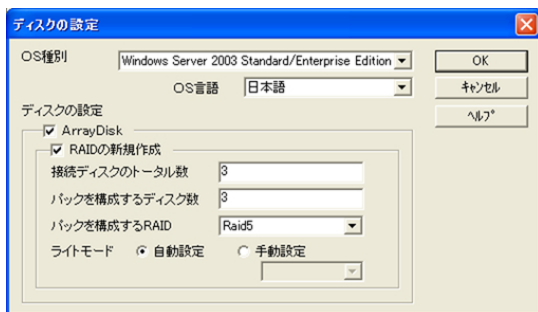 ディスクの設定
OS種別 Windows Server 2003 Standard/Enterprise Edition OK
OS言語 日本語 キャンセル
ディスクの設定 ヘルプ
ArrayDisk
RAIDの新規作成
接続ディスクのトータル数 3
パックを構成するディスク数 3
パックを構成するRAID Raid5
ライトモード 自動設定 手動設定